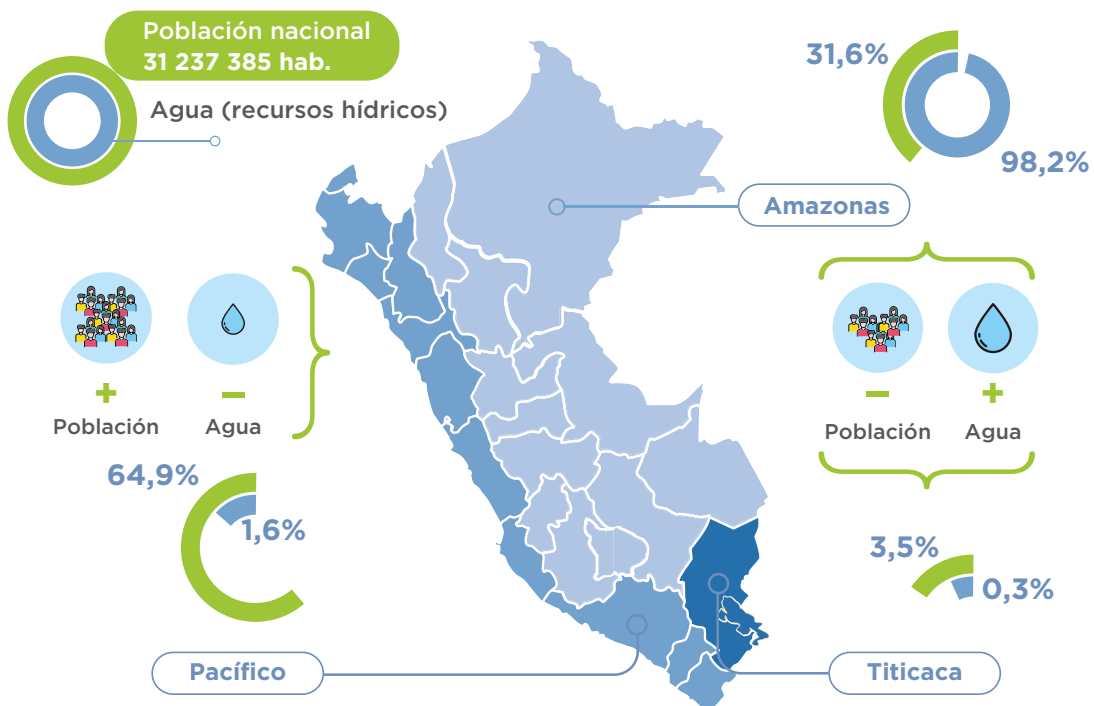 Población nacional
31 237 385 hab.
Agua (recursos hídricos)
31,6%
98,2%
Amazonas
+
Población
−
Agua
64,9%
1,6%
Pacífico
−
Población
+
Agua
3,5%
0,3%
Titicaca